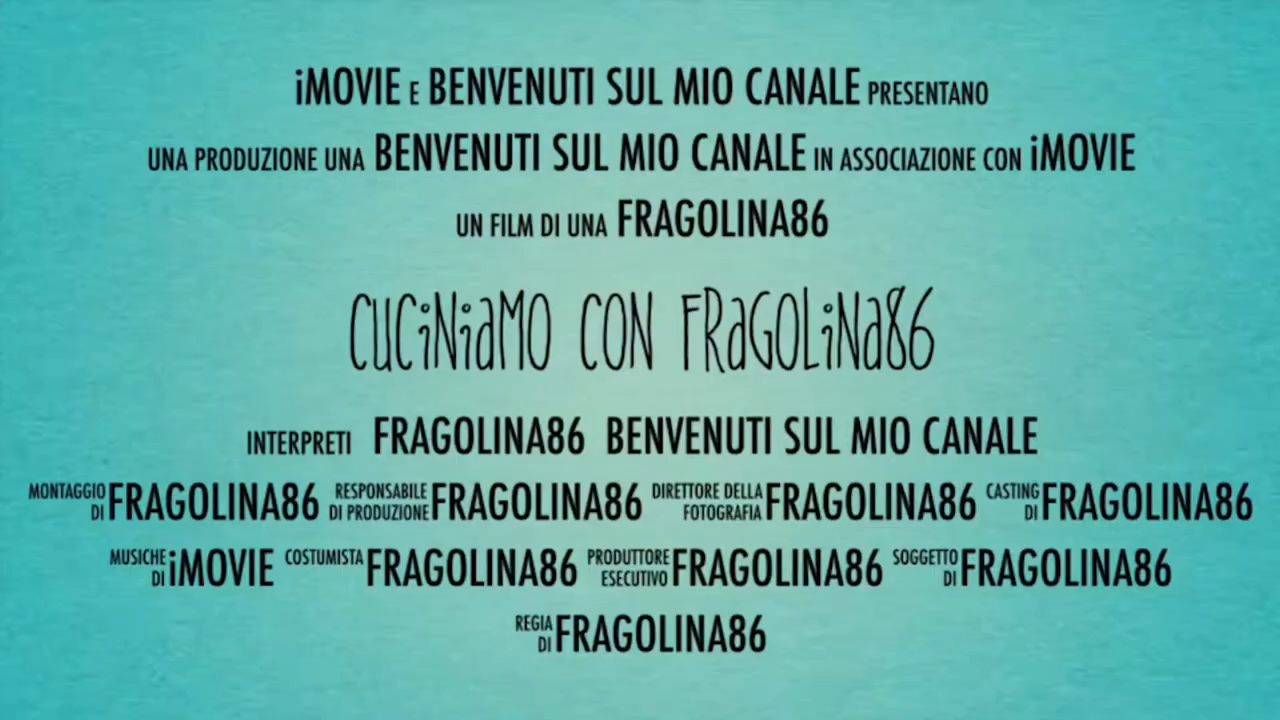 iMOVIE E BENVENUTI SUL MIO CANALE PRESENTANO
UNA PRODUZIONE UNA BENVENUTI SUL MIO CANALE IN ASSOCIAZIONE CON iMOVIE
UN FILM DI UNA FRAGOLINA86
CUCiNiaMO CON FRaGOLiNa86
INTERPRETI FRAGOLINA86 BENVENUTI SUL MIO CANALE
MONTAGGIO DI FRAGOLINA86 RESPONSABILE DI PRODUZIONE FRAGOLINA86 DIRETTORE DELLA FOTOGRAFIA FRAGOLINA86 CASTING DI FRAGOLINA86
MUSICHE DI iMOVIE COSTUMISTA FRAGOLINA86 PRODUTTORE ESECUTIVO FRAGOLINA86 SOGGETTO DI FRAGOLINA86
REGIA DI FRAGOLINA86